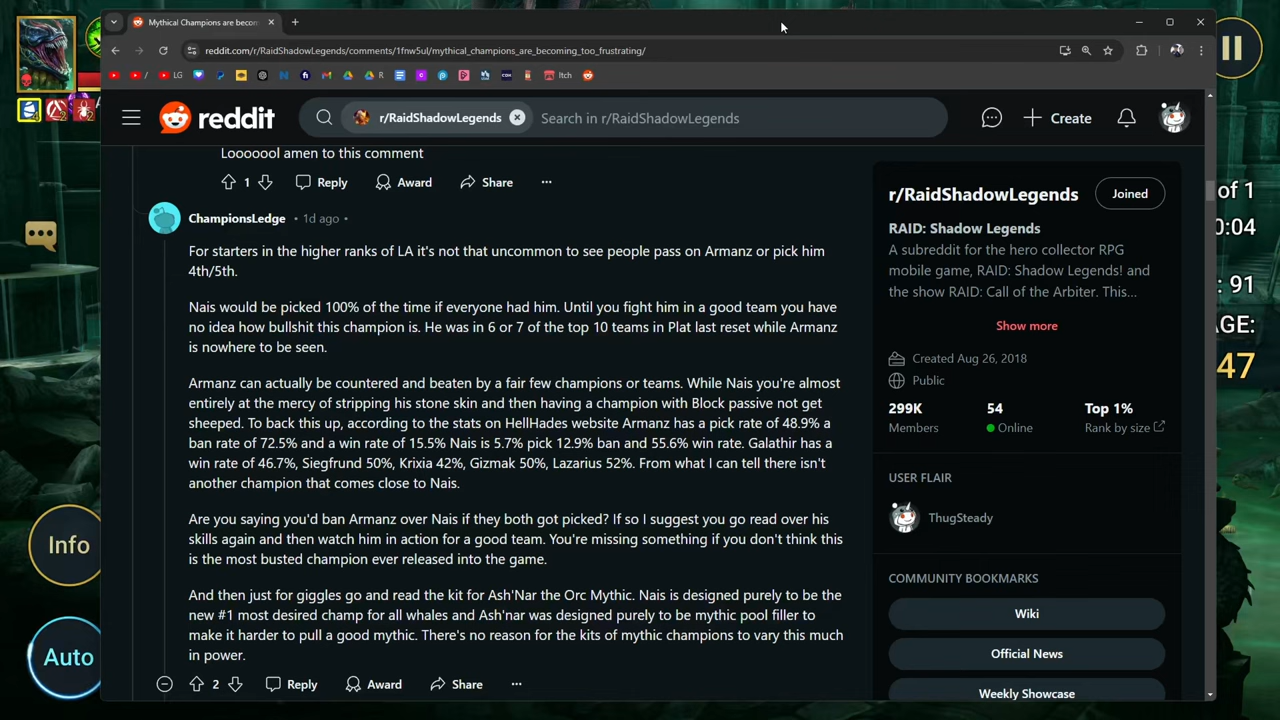 Mythical Champions are becom
reddit.com/r/RaidShadowLegends/comments/1fnw5ul/mythical_champions_are_becoming_too_frustrating/
/
LG
R
Itch
reddit
r/RaidShadowLegends
Search in r/RaidShadowLegends
Create
Looooool amen to this comment
1
Reply
Award
Share
ChampionsLedge • 1d ago •
For starters in the higher ranks of LA it's not that uncommon to see people pass on Armanz or pick him
4th/5th.
Nais would be picked 100% of the time if everyone had him. Until you fight him in a good team you have
no idea how bullshit this champion is. He was in 6 or 7 of the top 10 teams in Plat last reset while Armanz
is nowhere to be seen.
Armanz can actually be countered and beaten by a fair few champions or teams. While Nais you're almost
entirely at the mercy of stripping his stone skin and then having a champion with Block passive not get
sheeped. To back this up, according to the stats on HellHades website Armanz has a pick rate of 48.9% a
ban rate of 72.5% and a win rate of 15.5% Nais is 5.7% pick 12.9% ban and 55.6% win rate. Galathir has a
win rate of 46.7%, Siegfrund 50%, Krixia 42%, Gizmak 50%, Lazarius 52%. From what I can tell there isn't
another champion that comes close to Nais.
Are you saying you'd ban Armanz over Nais if they both got picked? If so I suggest you go read over his
skills again and then watch him in action for a good team. You're missing something if you don't think this
is the most busted champion ever released into the game.
And then just for giggles go and read the kit for Ash'Nar the Orc Mythic. Nais is designed purely to be the
new #1 most desired champ for all whales and Ash'nar was designed purely to be mythic pool filler to
make it harder to pull a good mythic. There's no reason for the kits of mythic champions to vary this much
in power.
2
Reply
Award
Share
r/RaidShadowLegends
Joined
RAID: Shadow Legends
A subreddit for the hero collector RPG
mobile game, RAID: Shadow Legends! and
the show RAID: Call of the Arbiter. This...
Show more
Created Aug 26, 2018
Public
299K
Members
54
Online
Top 1%
Rank by size
USER FLAIR
ThugSteady
COMMUNITY BOOKMARKS
Wiki
Official News
Weekly Showcase
Info
Auto
of 1
0:04
: 91
AGE:
47